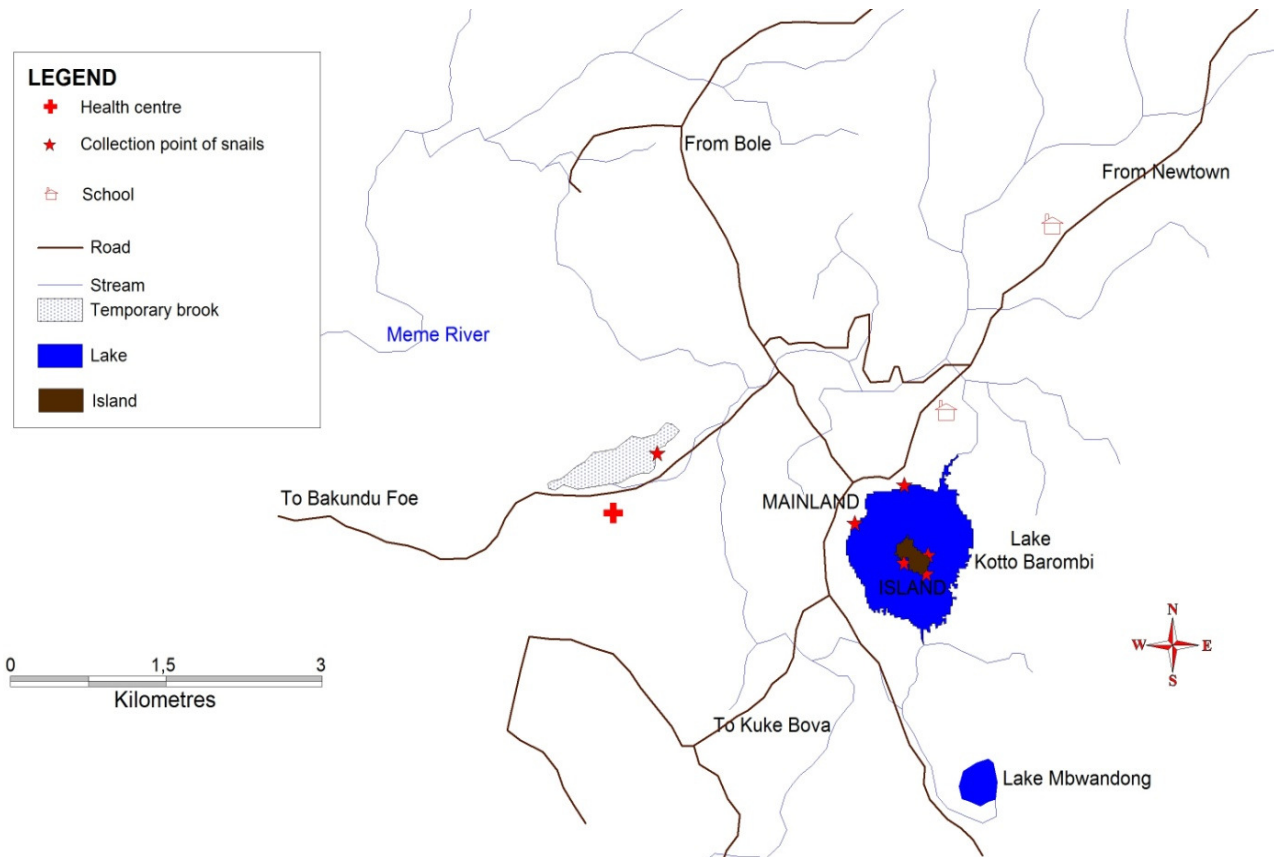 LEGEND
Health centre
Collection point of snails
School
Road
Stream
Temporary brook
Lake
Island
From Bole
From Newtown
Meme River
To Bakundu Foe
MAINLAND
Lake
Kotto Barombi
ISLAND
N
W E
S
0 1,5 3
Kilometres
To Kuke Bova
Lake Mbwandong